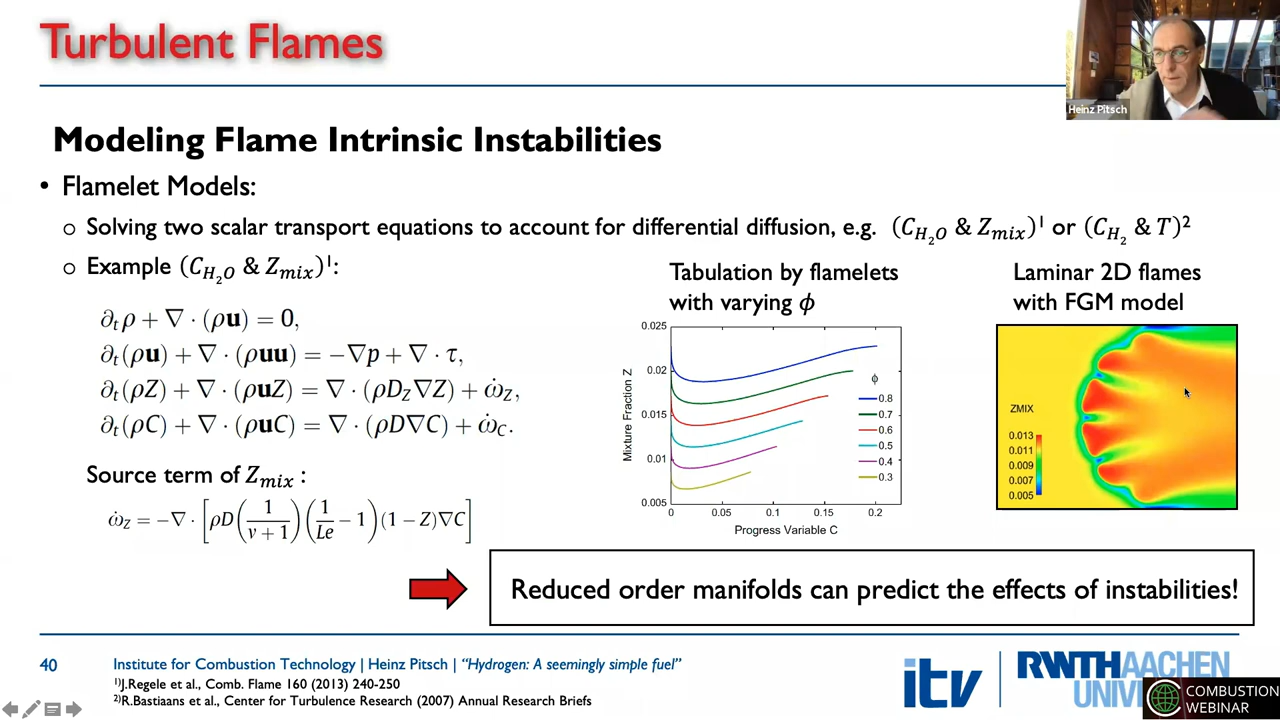 Turbulent Flames
Heinz Pitsch
Modeling Flame Intrinsic Instabilities
• Flamelet Models:
o Solving two scalar transport equations to account for differential diffusion, e.g. (C_{H_2O} & Z_{mix})^1 or (C_{H_2} & T)^2
o Example (C_{H_2O} & Z_{mix})^1:
∂_tρ + ∇ · (ρu) = 0,
∂_t(ρu) + ∇ · (ρuu) = −∇p + ∇ · τ,
∂_t(ρZ) + ∇ · (ρuZ) = ∇ · (ρD_Z∇Z) + ω̇_Z,
∂_t(ρC) + ∇ · (ρuC) = ∇ · (ρD∇C) + ω̇_C.
Source term of Z_{mix} :
ω̇_Z = −∇ · [ρD(1/(ν+1))(1/Le − 1)(1 − Z)∇C]
Tabulation by flamelets
with varying ϕ
0.025
0.02
0.015
0.01
0.005
Mixture Fraction Z
0 0.05 0.1 0.15 0.2
Progress Variable C
ϕ
0.8
0.7
0.6
0.5
0.4
0.3
Laminar 2D flames
with FGM model
ZMIX
0.013
0.011
0.009
0.007
0.005
Reduced order manifolds can predict the effects of instabilities!
40
Institute for Combustion Technology | Heinz Pitsch | “Hydrogen: A seemingly simple fuel”
1)J.Regele et al., Comb. Flame 160 (2013) 240-250
2)R.Bastiaans et al., Center for Turbulence Research (2007) Annual Research Briefs
itv
RWTHAACHEN
UNIV
COMBUSTION
WEBINAR